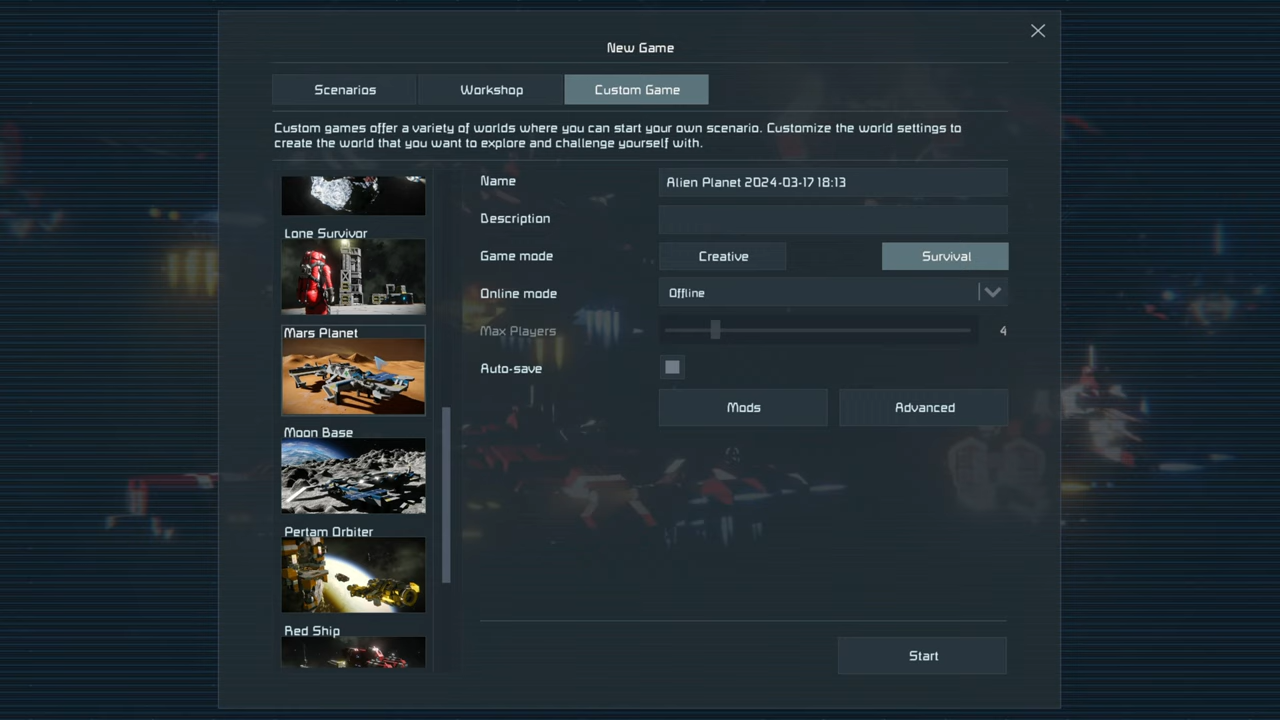 New Game
Scenarios
Workshop
Custom Game
Custom games offer a variety of worlds where you can start your own scenario. Customize the world settings to
create the world that you want to explore and challenge yourself with.
Lone Survivor
Mars Planet
Moon Base
Pertam Orbiter
Red Ship
Name
Alien Planet 2024-03-17 18:13
Description
Game mode
Creative
Survival
Online mode
Offline
Max Players
4
Auto-save
Mods
Advanced
Start